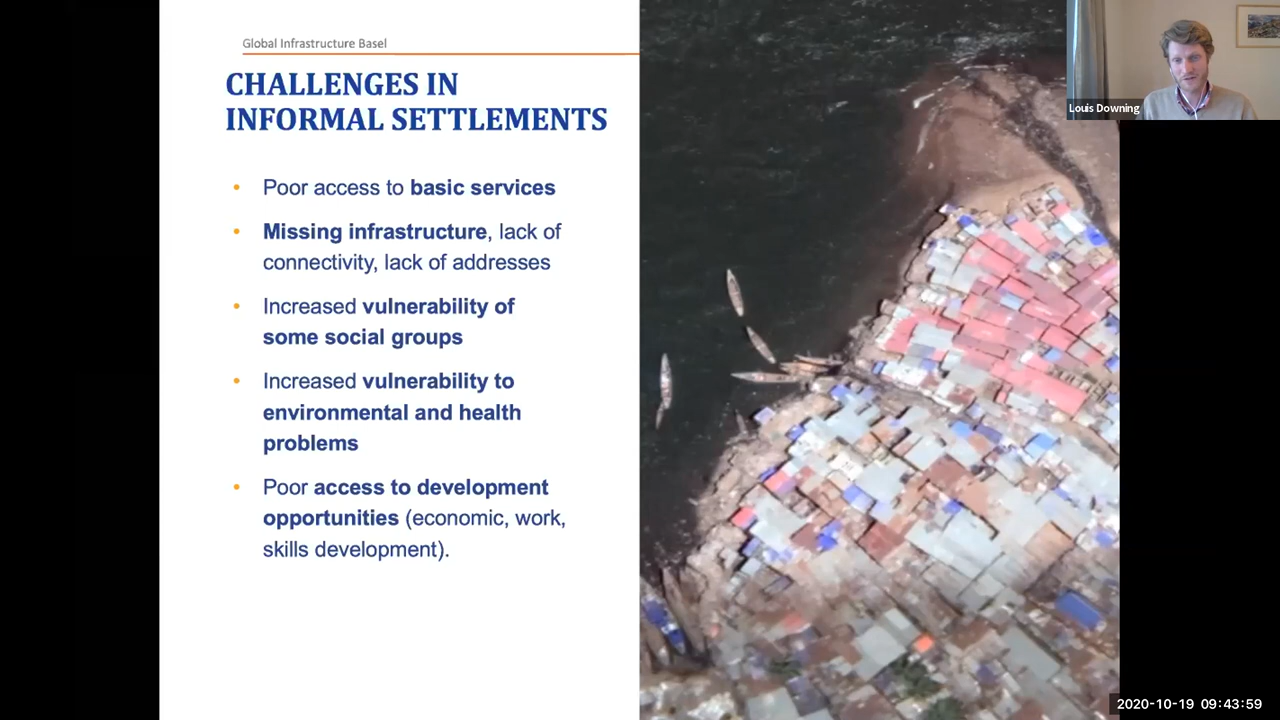 Global Infrastructure Basel
CHALLENGES IN
INFORMAL SETTLEMENTS
• Poor access to basic services
• Missing infrastructure, lack of
connectivity, lack of addresses
• Increased vulnerability of
some social groups
• Increased vulnerability to
environmental and health
problems
• Poor access to development
opportunities (economic, work,
skills development).
Louis Downing
2020-10-19 09:43:59